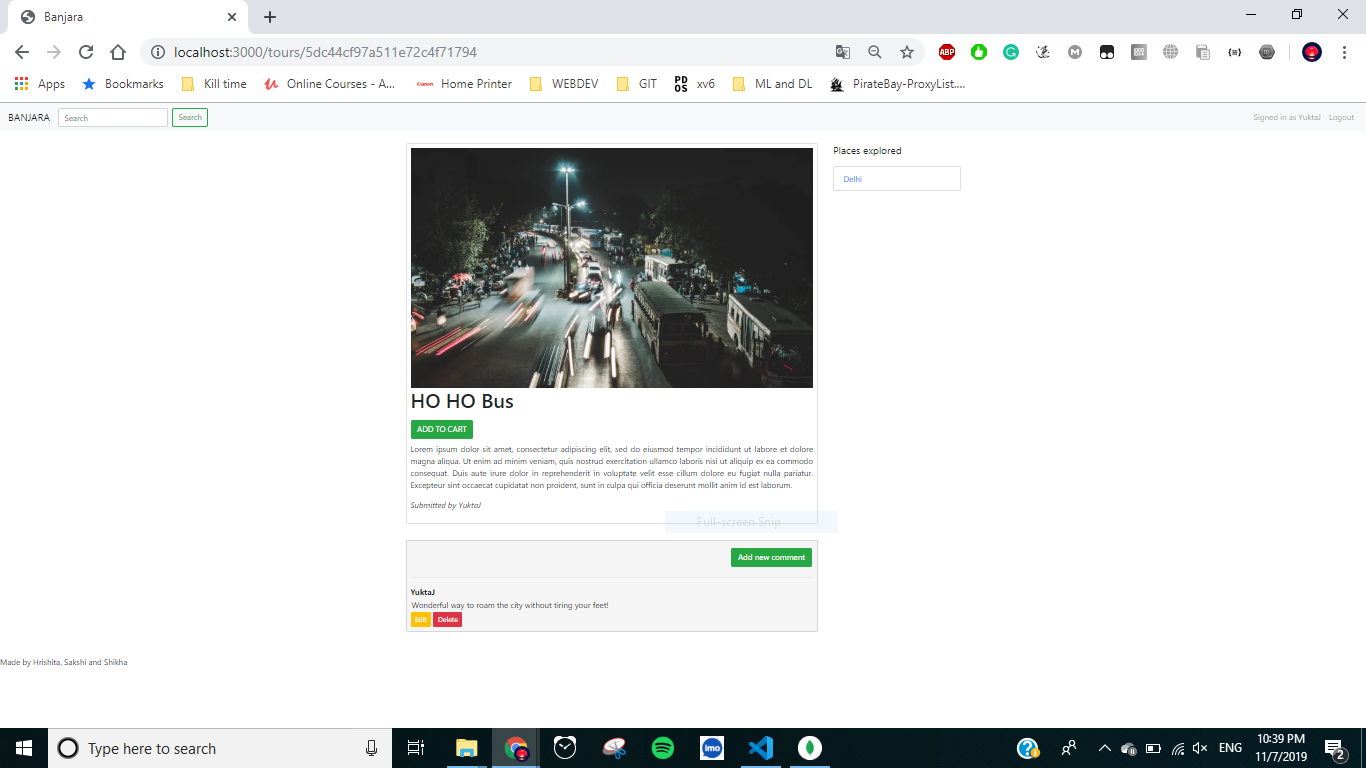 Banjara
localhost:3000/tours/5dc44cf97a511e72c4f71794
ABP
Apps
Bookmarks
Kill time
Online Courses - A...
Canon
Home Printer
WEBDEV
GIT
PDOS
xv6
ML and DL
PirateBay-ProxyList....
BANJARA
Search
Search
Signed in as YuktaJ
Logout
Places explored
Delhi
HO HO Bus
ADD TO CART
Lorem ipsum dolor sit amet, consectetur adipiscing elit, sed do eiusmod tempor incididunt ut labore et dolore
magna aliqua. Ut enim ad minim veniam, quis nostrud exercitation ullamco laboris nisi ut aliquip ex ea commodo
consequat. Duis aute irure dolor in reprehenderit in voluptate velit esse cillum dolore eu fugiat nulla pariatur.
Excepteur sint occaecat cupidatat non proident, sunt in culpa qui officia deserunt mollit anim id est laborum.
Submitted by YuktaJ
Full-screen Snip
Add new comment
YuktaJ
Wonderful way to roam the city without tiring your feet!
Edit
Delete
Made by Hrishita, Sakshi and Shikha
Type here to search
imo
ENG
10:39 PM
11/7/2019
2